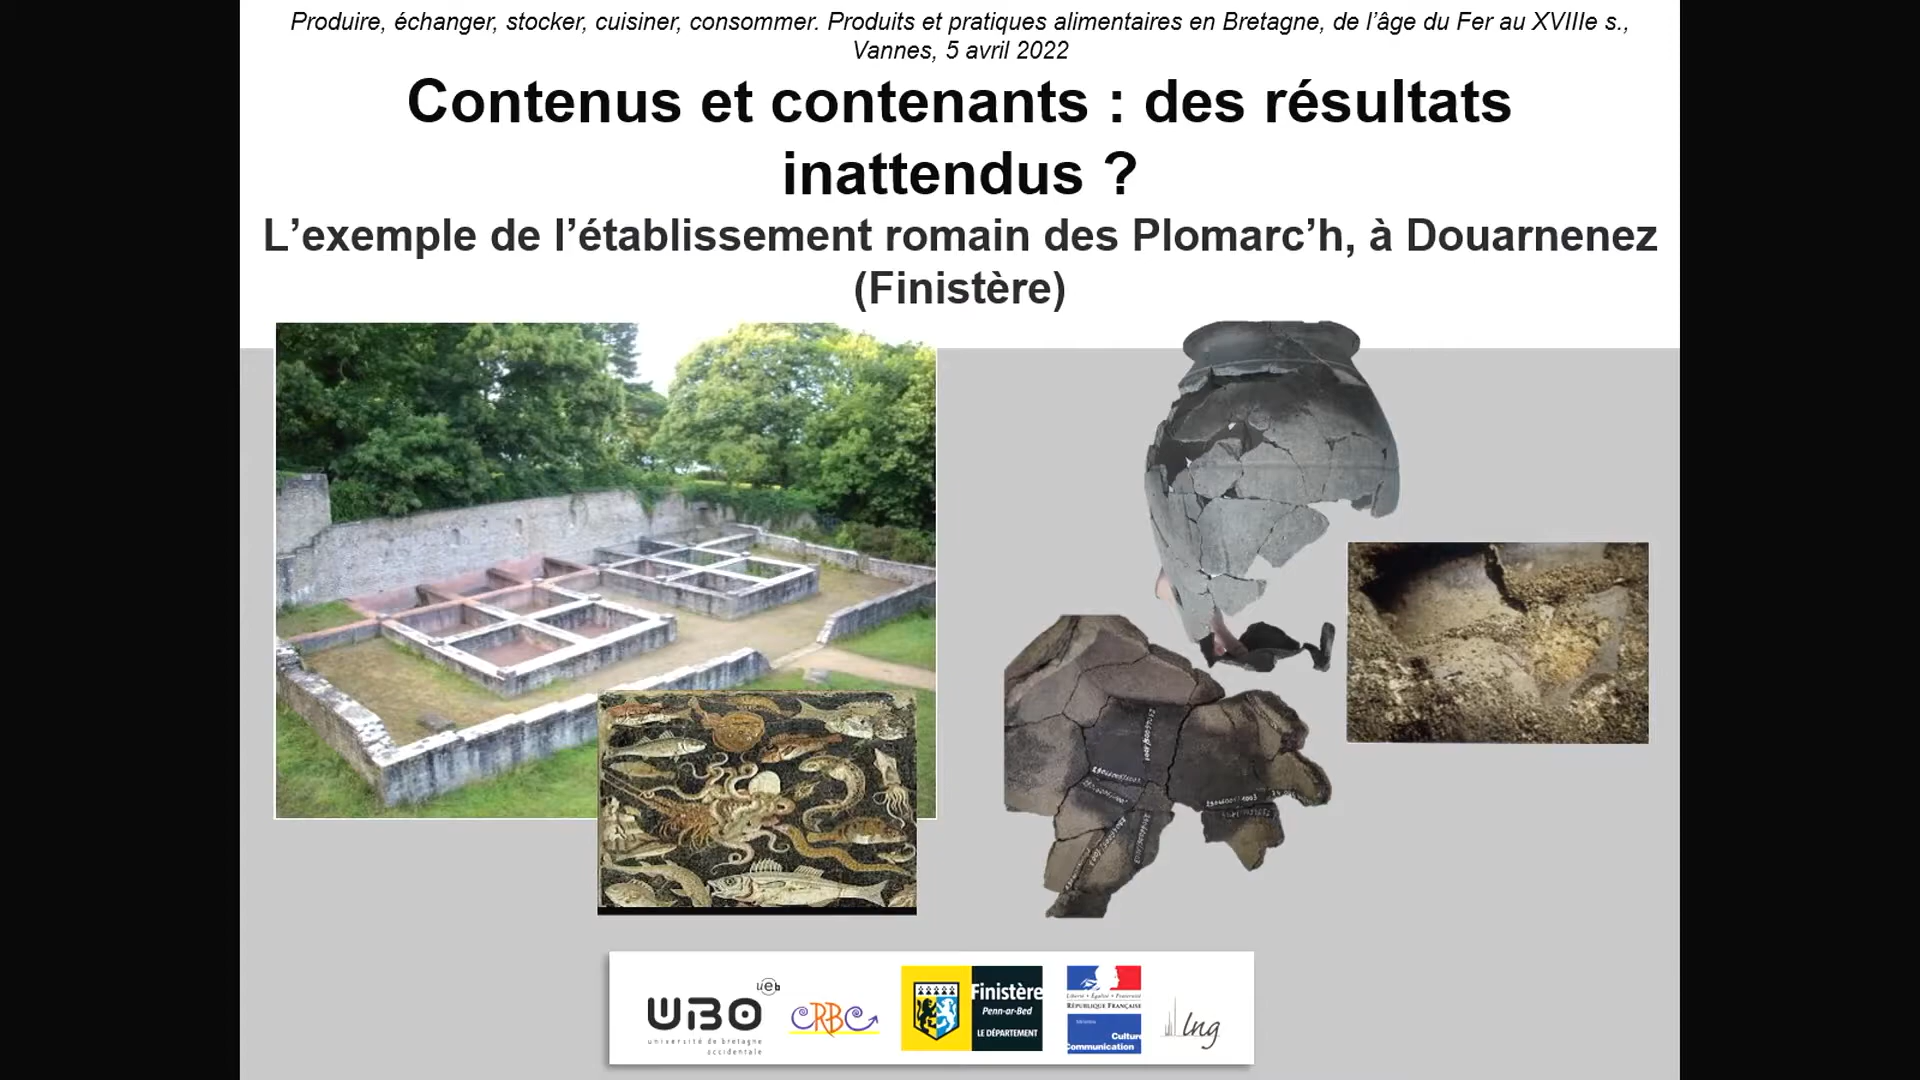 Produire, échanger, stocker, cuisiner, consommer. Produits et pratiques alimentaires en Bretagne, de l’âge du Fer au XVIIIe s.,
Vannes, 5 avril 2022
Contenus et contenants : des résultats
inattendus ?
L’exemple de l’établissement romain des Plomarc’h, à Douarnenez
(Finistère)
ueb
UBO
université de bretagne
occidentale
CRBC
Finistère
Penn-ar-Bed
LE DÉPARTEMENT
Liberté • Égalité • Fraternité
RÉPUBLIQUE FRANÇAISE
Culture
Communication
lng